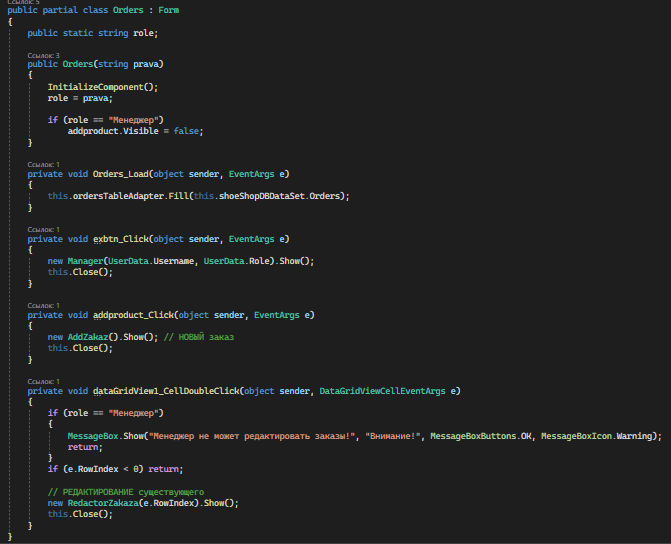 Ссылок: 5
public partial class Orders : Form
{
public static string role;
Ссылок: 3
public Orders(string prava)
{
InitializeComponent();
role = prava;
if (role == "Менеджер")
addproduct.Visible = false;
}
Ссылок: 1
private void Orders_Load(object sender, EventArgs e)
{
this.ordersTableAdapter.Fill(this.shoeShopDBDataSet.Orders);
}
Ссылок: 1
private void exbtn_Click(object sender, EventArgs e)
{
new Manager(UserData.Username, UserData.Role).Show();
this.Close();
}
Ссылок: 1
private void addproduct_Click(object sender, EventArgs e)
{
new AddZakaz().Show(); // НОВЫЙ заказ
this.Close();
}
Ссылок: 1
private void dataGridView1_CellDoubleClick(object sender, DataGridViewCellEventArgs e)
{
if (role == "Менеджер")
{
MessageBox.Show("Менеджер не может редактировать заказы!", "Внимание!", MessageBoxButtons.OK, MessageBoxIcon.Warning);
return;
}
if (e.RowIndex < 0) return;
// РЕДАКТИРОВАНИЕ существующего
new RedactorZakaza(e.RowIndex).Show();
this.Close();
}
}